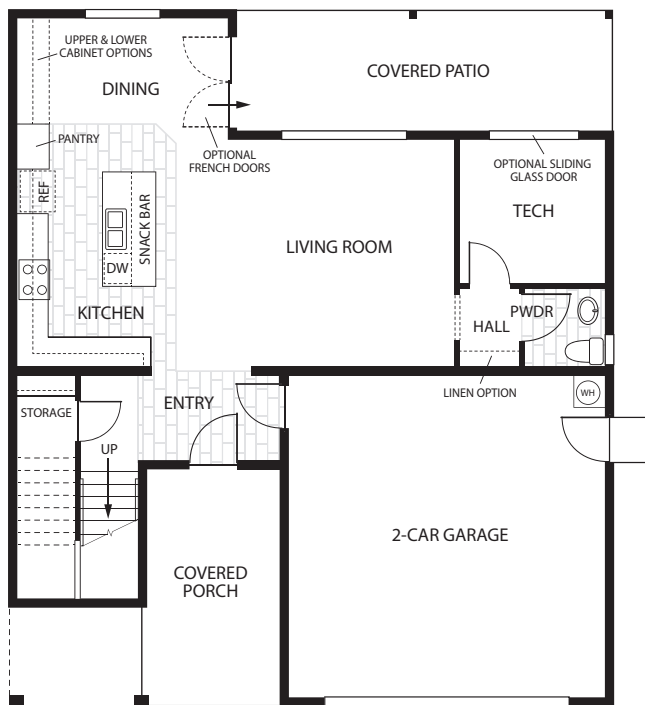 UPPER & LOWER
CABINET OPTIONS
DINING
COVERED PATIO
PANTRY
OPTIONAL
FRENCH DOORS
OPTIONAL SLIDING
GLASS DOOR
REF
SNACK BAR
TECH
LIVING ROOM
DW
KITCHEN
PWDR
HALL
LINEN OPTION
STORAGE
ENTRY
WH
UP
2-CAR GARAGE
COVERED
PORCH